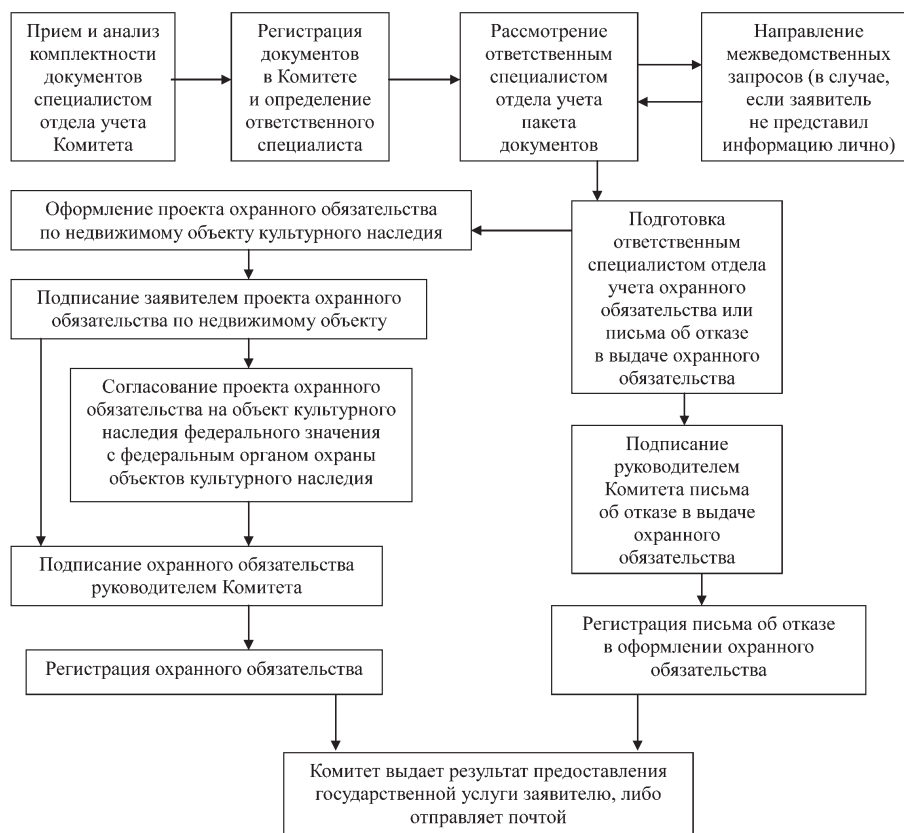 Прием и анализ
комплектности
документов
специалистом
отдела учета
Комитета
Регистрация
документов
в Комитете
и определение
ответственного
специалиста
Рассмотрение
ответственным
специалистом
отдела учета
пакета
документов
Направление
межведомственных
запросов (в случае,
если заявитель
не представил
информацию лично)
Оформление проекта охранного обязательства
по недвижимому объекту культурного наследия
Подготовка
ответственным
специалистом отдела
учета охранного
обязательства или
письма об отказе
в выдаче охранного
обязательства
Подписание заявителем проекта охранного
обязательства по недвижимому объекту
Согласование проекта охранного
обязательства на объект культурного
наследия федерального значения
с федеральным органом охраны
объектов культурного наследия
Подписание
руководителем
Комитета письма
об отказе в выдаче
охранного
обязательства
Подписание охранного обязательства
руководителем Комитета
Регистрация письма об отказе
в оформлении охранного
обязательства
Регистрация охранного обязательства
Комитет выдает результат предоставления
государственной услуги заявителю, либо
отправляет почтой